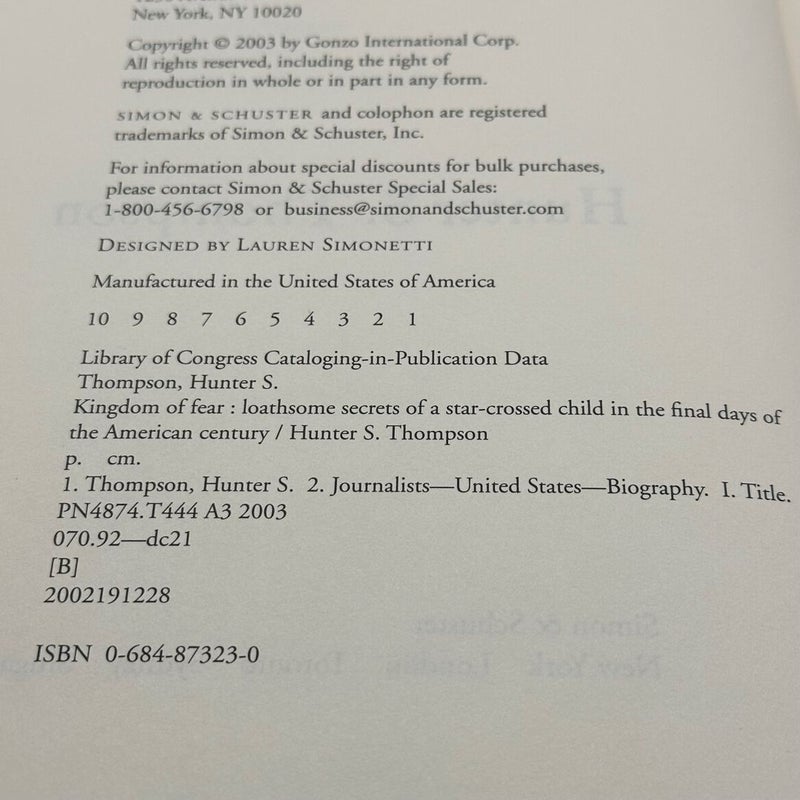 New York, NY 10020
Copyright © 2003 by Gonzo International Corp.
All rights reserved, including the right of
reproduction in whole or in part in any form.
SIMON & SCHUSTER and colophon are registered
trademarks of Simon & Schuster, Inc.
For information about special discounts for bulk purchases,
please contact Simon & Schuster Special Sales:
1-800-456-6798 or business@simonandschuster.com
DESIGNED BY LAUREN SIMONETTI
Manufactured in the United States of America
10 9 8 7 6 5 4 3 2 1
Library of Congress Cataloging-in-Publication Data
Thompson, Hunter S.
Kingdom of fear : loathsome secrets of a star-crossed child in the final days of
the American century / Hunter S. Thompson
p. cm.
1. Thompson, Hunter S. 2. Journalists—United States—Biography. I. Title.
PN4874.T444 A3 2003
070.92—dc21
[B]
2002191228
ISBN 0-684-87323-0